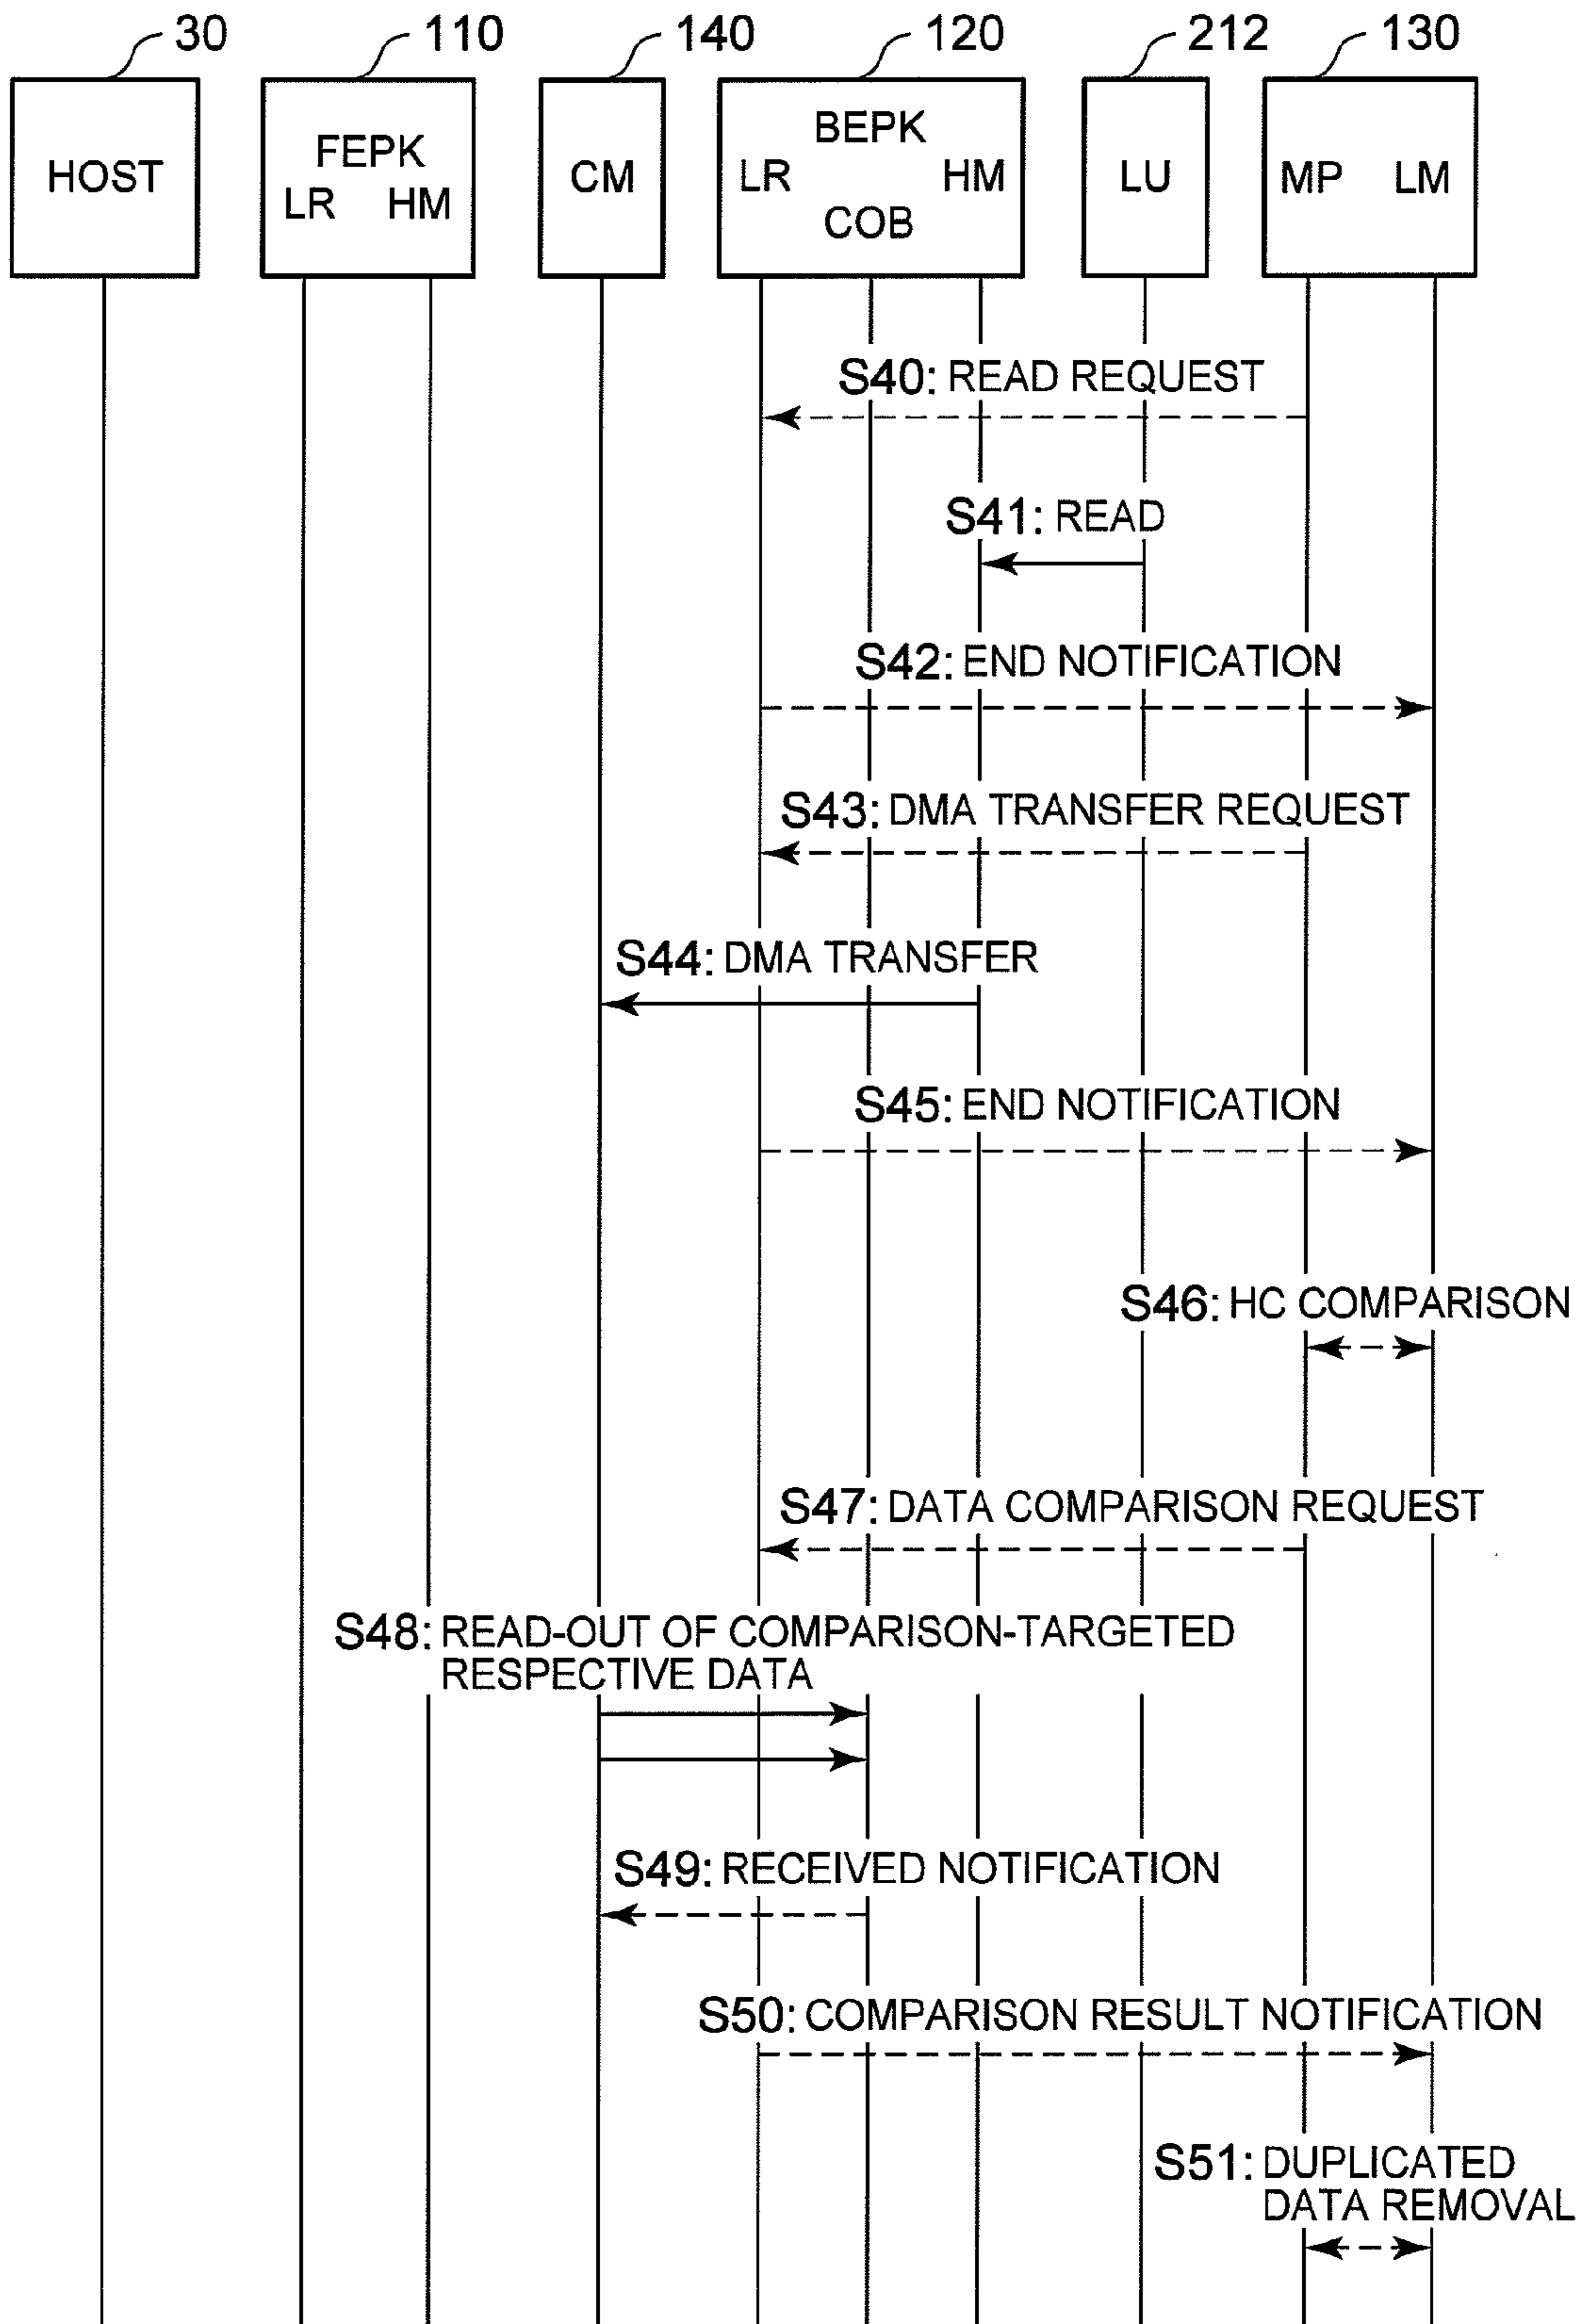 30 110 140 120 212 130
HOST FEPK CM BEPK LU MP LM
LR HM LR HM
COB
S40: READ REQUEST
S41: READ
S42: END NOTIFICATION
S43: DMA TRANSFER REQUEST
S44: DMA TRANSFER
S45: END NOTIFICATION
S46: HC COMPARISON
S47: DATA COMPARISON REQUEST
S48: READ-OUT OF COMPARISON-TARGETED
RESPECTIVE DATA
S49: RECEIVED NOTIFICATION
S50: COMPARISON RESULT NOTIFICATION
S51: DUPLICATED
DATA REMOVAL